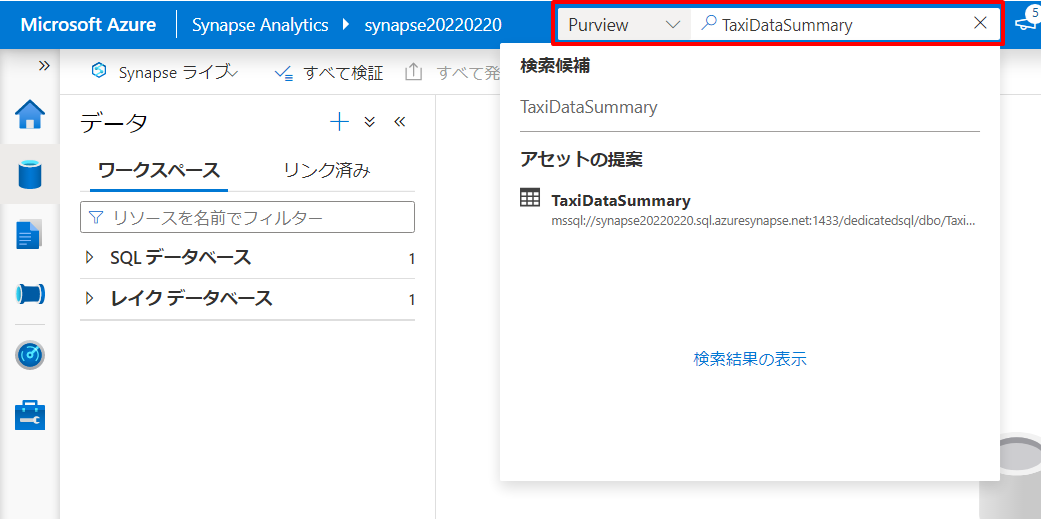 Microsoft Azure
Synapse Analytics
synapse20220220
Purview
TaxiDataSummary
5
Synapse ライブ
すべて検証
すべて発
検索候補
TaxiDataSummary
アセットの提案
TaxiDataSummary
mssql://synapse20220220.sql.azuresynapse.net:1433/dedicatedsql/dbo/Taxi...
検索結果の表示
データ
ワークスペース
リンク済み
リソースを名前でフィルター
SQL データベース 1
レイク データベース 1